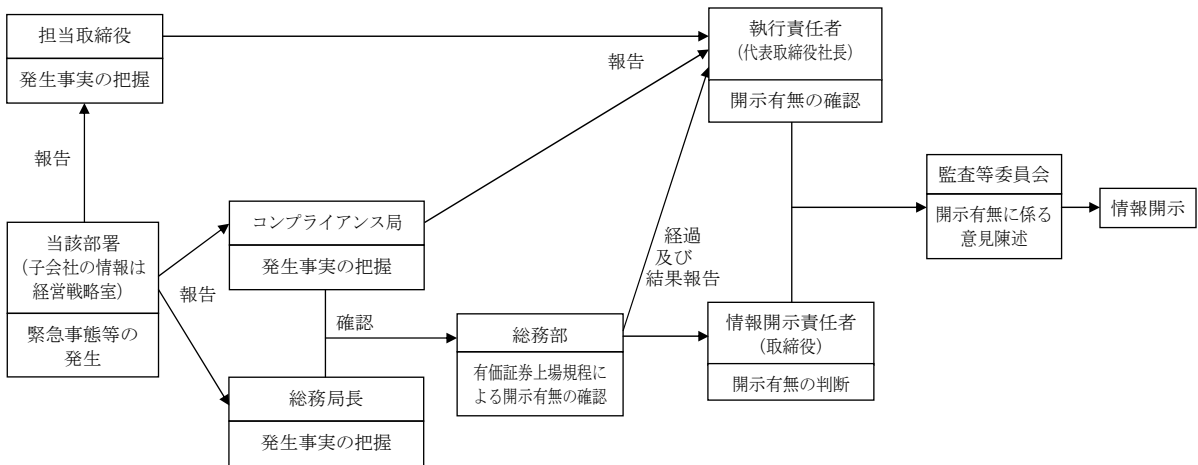 担当取締役
発生事実の把握
報告
当該部署
(子会社の情報は
経営戦略室)
緊急事態等の
発生
報告
コンプライアンス局
発生事実の把握
確認
総務局長
発生事実の把握
総務部
有価証券上場規程に
よる開示有無の確認
報告
経過
及び
結果報告
執行責任者
(代表取締役社長)
開示有無の確認
情報開示責任者
(取締役)
開示有無の判断
監査等委員会
開示有無に係る
意見陳述
情報開示